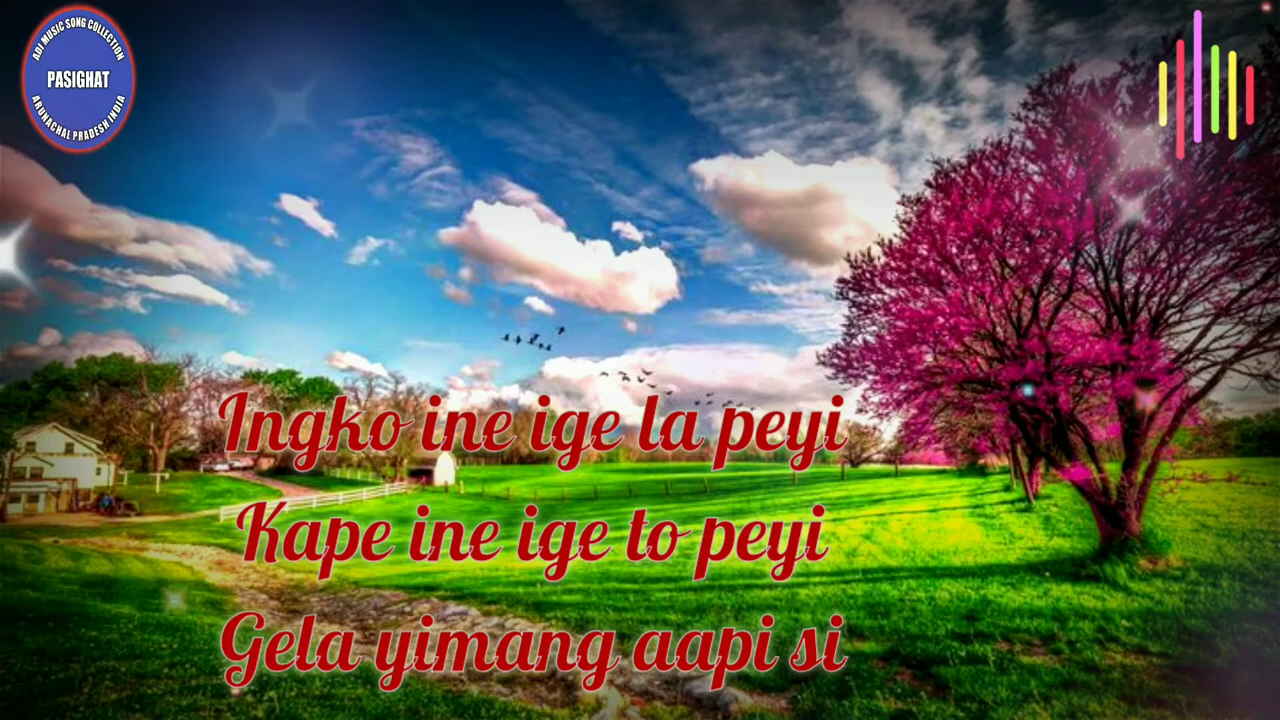 ADI MUSIC SONG COLLECTION
PASIGHAT
ARUNACHAL PRADESH INDIA
Ingko ine ige la peyi
Kape ine ige to peyi
Gela yimang aapi si